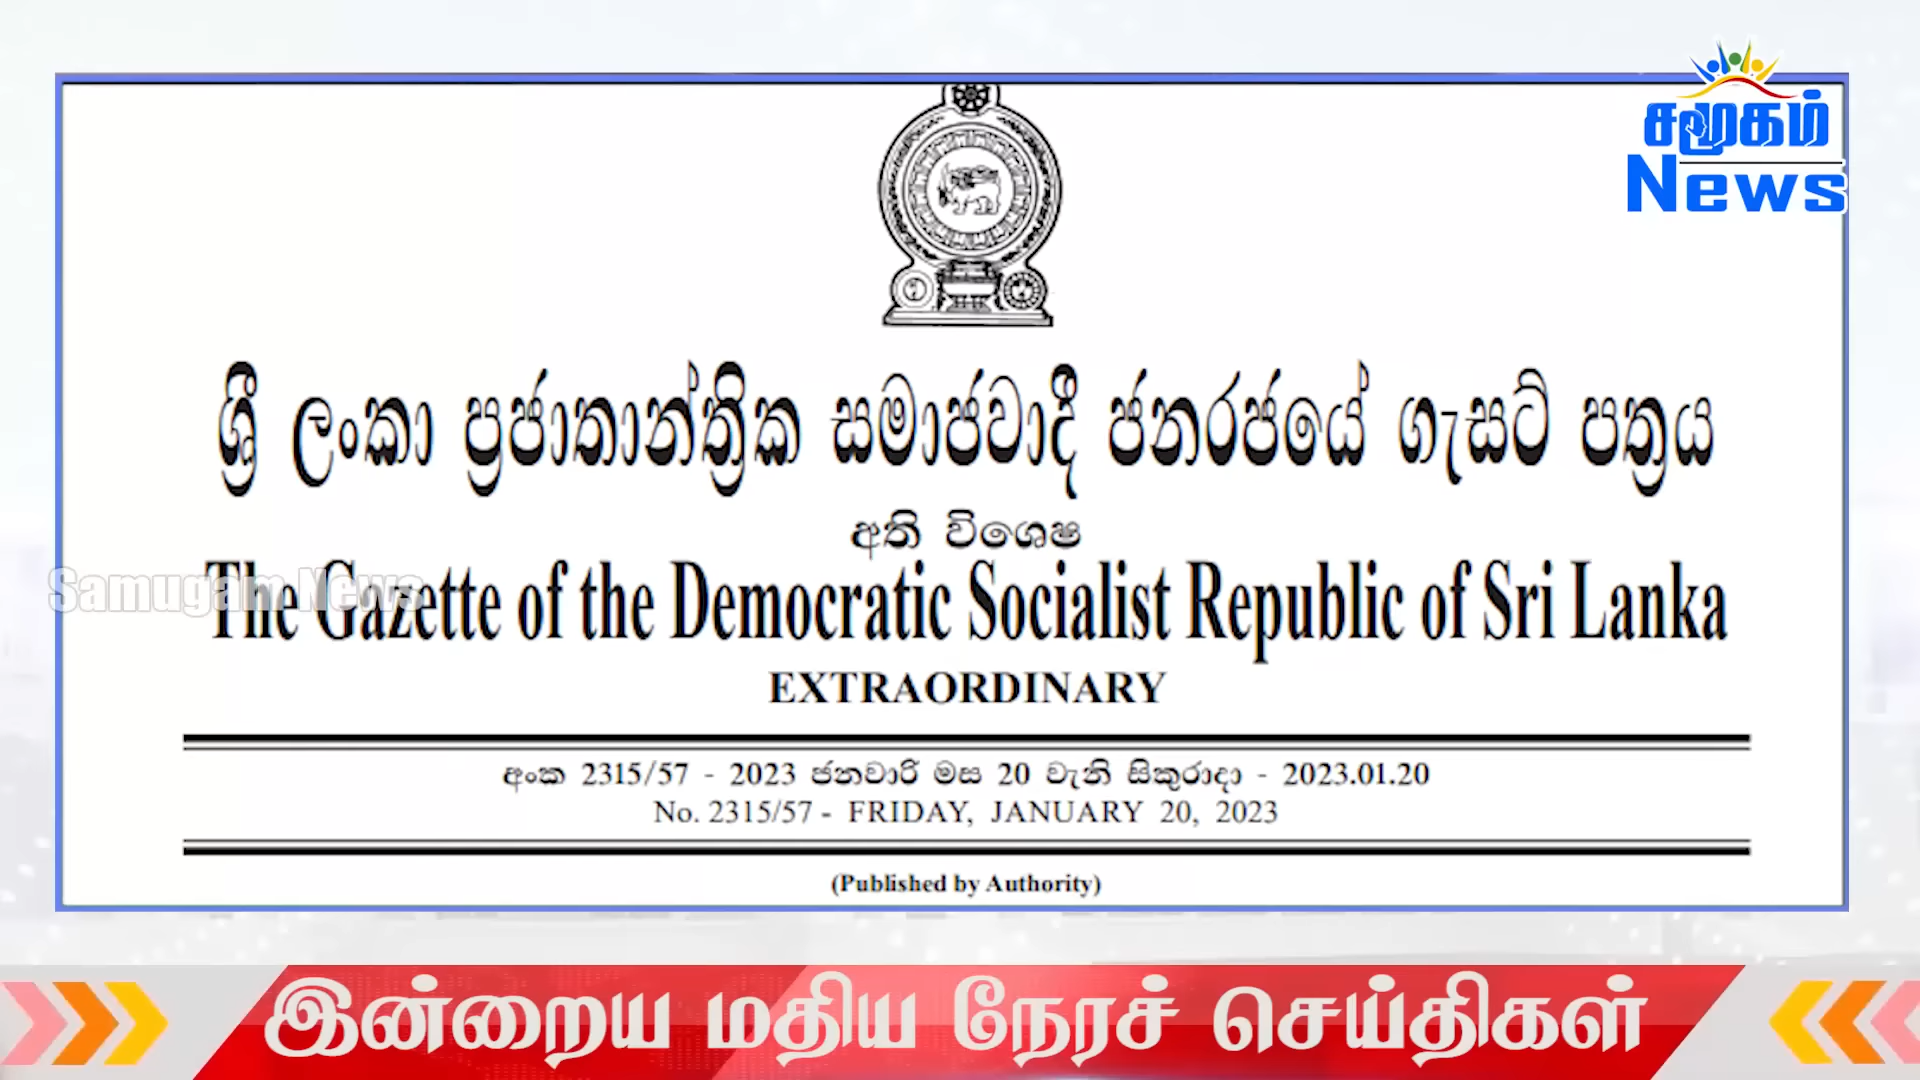 சமூகம்
News
ශ්‍රී ලංකා ප්‍රජාතාන්ත්‍රික සමාජවාදී ජනරජයේ ගැසට් පත්‍රය
අති විශෙෂ
The Gazette of the Democratic Socialist Republic of Sri Lanka
Samugam News
EXTRAORDINARY
අංක 2315/57 - 2023 ජනවාරි මස 20 වැනි සිකුරාදා - 2023.01.20
No. 2315/57 - FRIDAY, JANUARY 20, 2023
(Published by Authority)
இன்றைய மதிய நேரச் செய்திகள்